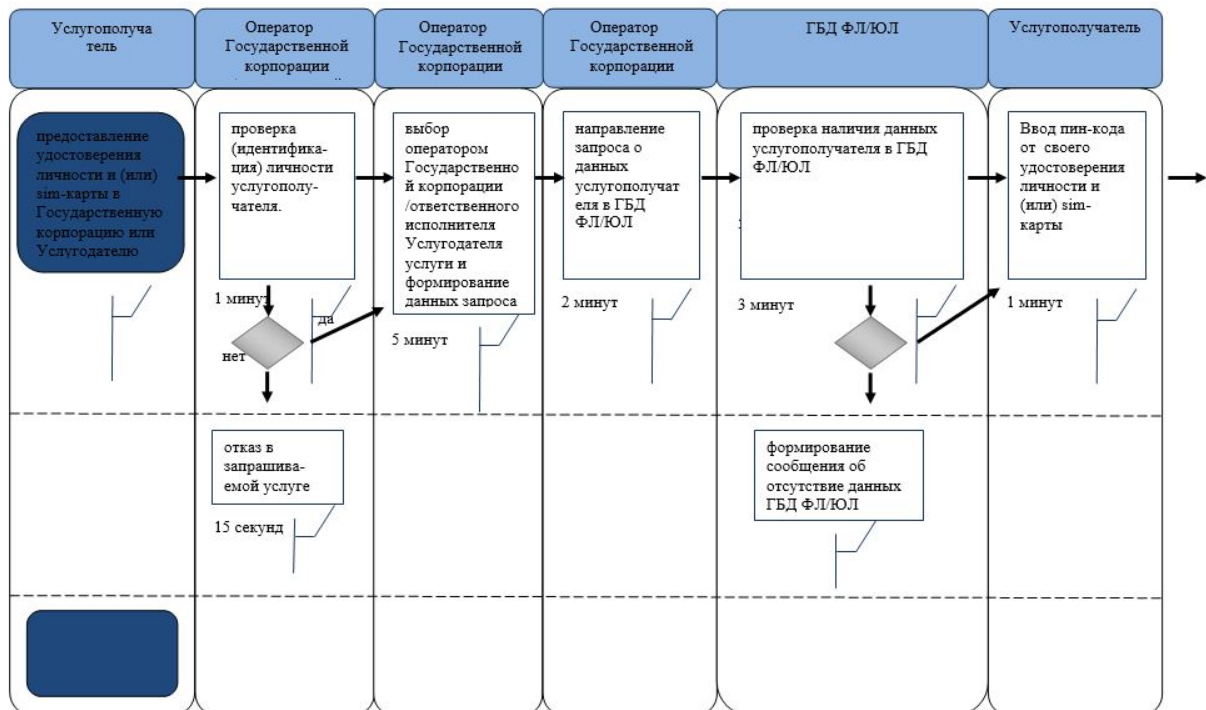 Услугополуча
тель
Оператор
Государственной
корпорации
Оператор
Государственной
корпорации
Оператор
Государственной
корпорации
ГБД ФЛ/ЮЛ
Услугополучатель
предоставление
удостоверения
личности и (или)
sim-карты в
Государственную
корпорацию или
Услугодателю
проверка
(идентифика-
ция) личности
услугополу-
чателя.
выбор
оператором
Государственно
й корпорации
/ответственного
исполнителя
Услугодателя
услуги и
формирование
данных запроса
направление
запроса о
данных
услугополучат
еля в ГБД
ФЛ/ЮЛ
проверка наличия данных
услугополучателя в ГБД
ФЛ/ЮЛ
Ввод пин-кода
от своего
удостоверения
личности и
(или) sim-
карты
1 минут
да
нет
5 минут
2 минут
3 минут
1 минут
отказ в
запрашива-
емой услуге
15 секунд
формирование
сообщения об
отсутствие данных
ГБД ФЛ/ЮЛ